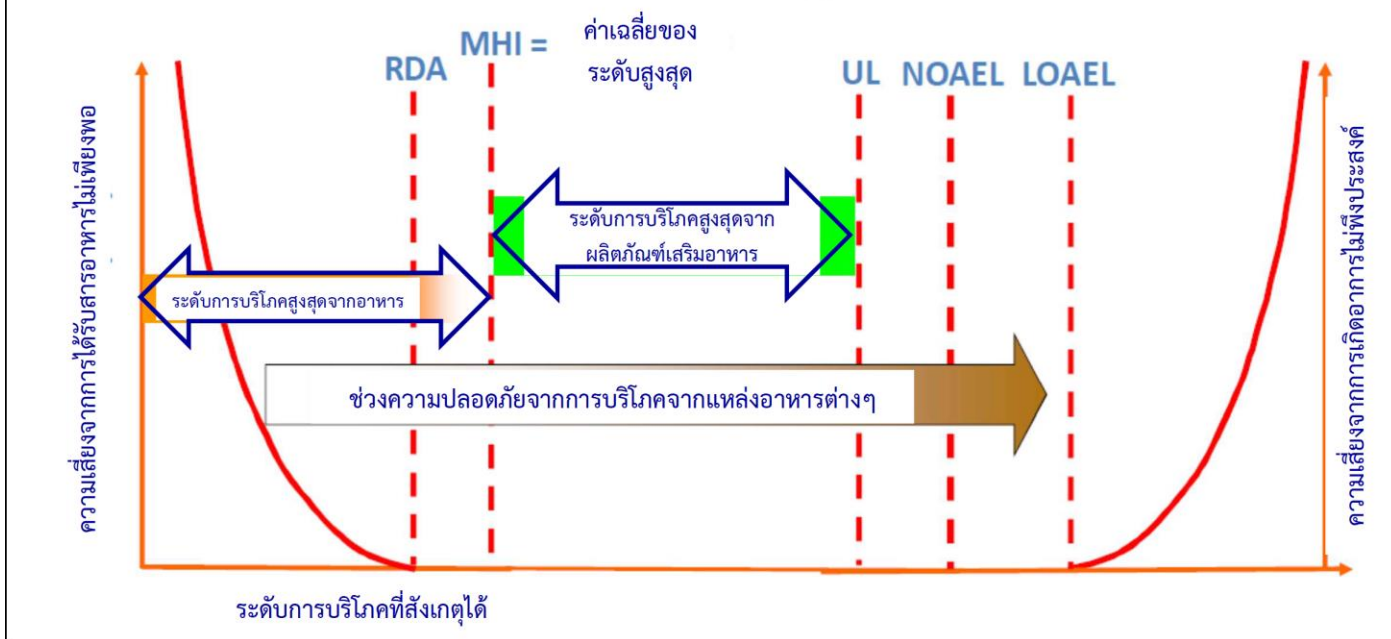 MHI =
ค่าเฉลี่ยของ
ระดับสูงสุด
RDA
UL
NOAEL
LOAEL
ความเสี่ยงจากการได้รับสารอาหารไม่เพียงพอ
ระดับการบริโภคสูงสุดจาก
ผลิตภัณฑ์เสริมอาหาร
ระดับการบริโภคสูงสุดจากอาหาร
ช่วงความปลอดภัยจากการบริโภคจากแหล่งอาหารต่างๆ
ความเสี่ยงจากการเกิดอาการไม่พึงประสงค์
ระดับการบริโภคที่สังเกตุได้